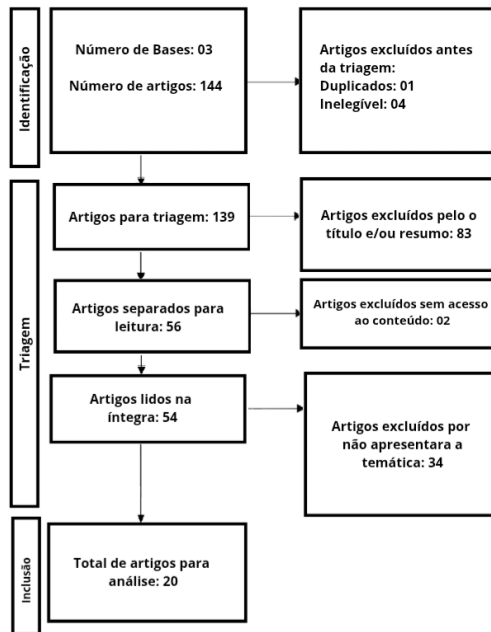 Identificação
Número de Bases: 03
Número de artigos: 144
Artigos excluídos antes
da triagem:
Duplicados: 01
Inelegível: 04
Triagem
Artigos para triagem: 139
Artigos excluídos pelo o
título e/ou resumo: 83
Artigos separados para
leitura: 56
Artigos excluídos sem acesso
ao conteúdo: 02
Artigos lidos na
íntegra: 54
Artigos excluídos por
não apresentara a
temática: 34
Inclusão
Total de artigos para
análise: 20